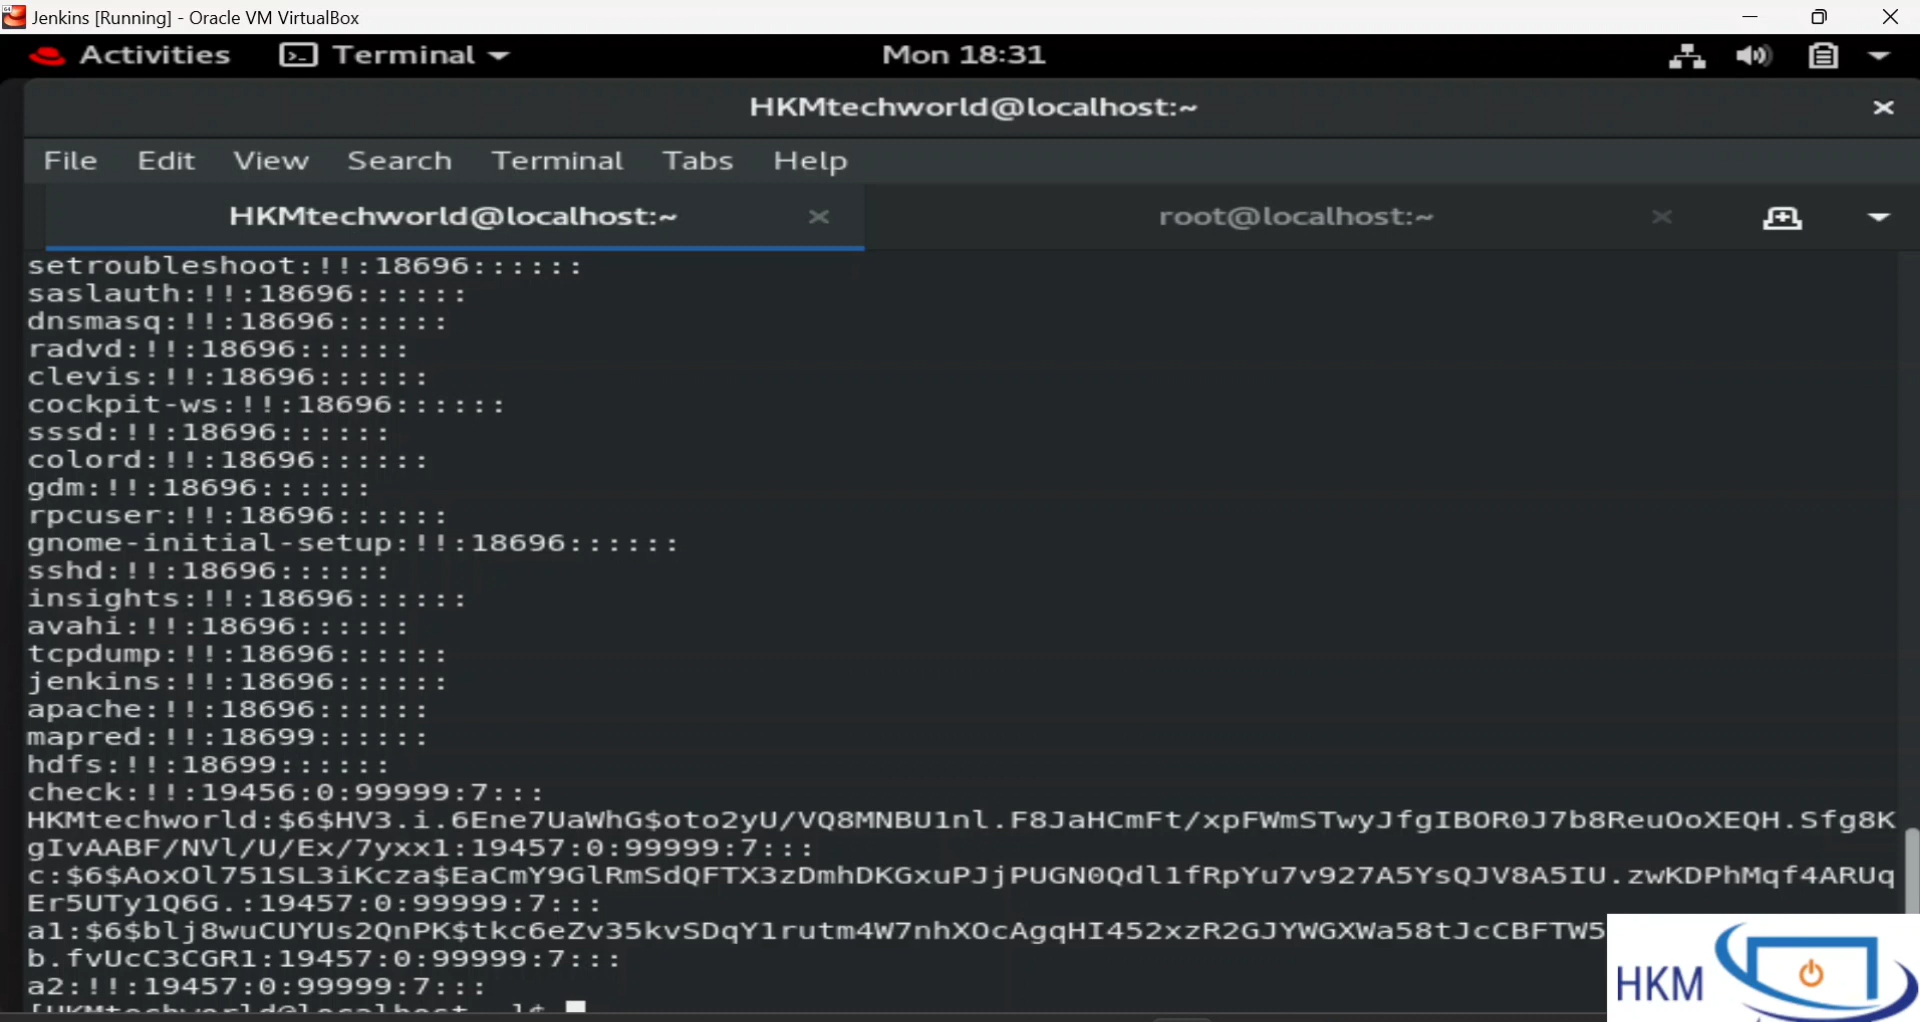 Jenkins [Running] - Oracle VM VirtualBox
Activities Terminal Mon 18:31
HKMtechworld@localhost:~
File Edit View Search Terminal Tabs Help
HKMtechworld@localhost:~ root@localhost:~
setroubleshoot:!!:18696::::::
saslauth:!!:18696::::::
dnsmasq:!!:18696::::::
radvd:!!:18696::::::
clevis:!!:18696::::::
cockpit-ws:!!:18696::::::
sssd:!!:18696::::::
colord:!!:18696::::::
gdm:!!:18696::::::
rpcuser:!!:18696::::::
gnome-initial-setup:!!:18696::::::
sshd:!!:18696::::::
insights:!!:18696::::::
avahi:!!:18696::::::
tcpdump:!!:18696::::::
jenkins:!!:18696::::::
apache:!!:18696::::::
mapred:!!:18699::::::
hdfs:!!:18699::::::
check:!!:19456:0:99999:7:::
HKMtechworld:$6$HV3.i.6Ene7UaWhG$oto2yU/VQ8MNBU1nl.F8JaHCmFt/xpFWmSTwyJfgIBOR0J7b8ReuOoXEQH.Sfg8K
gIvAABF/NVl/U/Ex/7yxx1:19457:0:99999:7:::
c:$6$AoxOl751SL3iKcza$EaCmY9GlRmSdQFTX3zDmhDKGxuPJjPUGN0Qdl1fRpYu7v927A5YsQJV8A5IU.zwKDPhMqf4ARUq
Er5UTy1Q6G.:19457:0:99999:7:::
a1:$6$blj8wuCUYUs2QnPK$tkc6eZv35kvSDqY1rutm4W7nhXOcAgqHI452xzR2GJYWGXWa58tJcCBFTW5
b.fvUcC3CGR1:19457:0:99999:7:::
a2:!!:19457:0:99999:7:::
[HKMtechworld@localhost ~]$
HKM